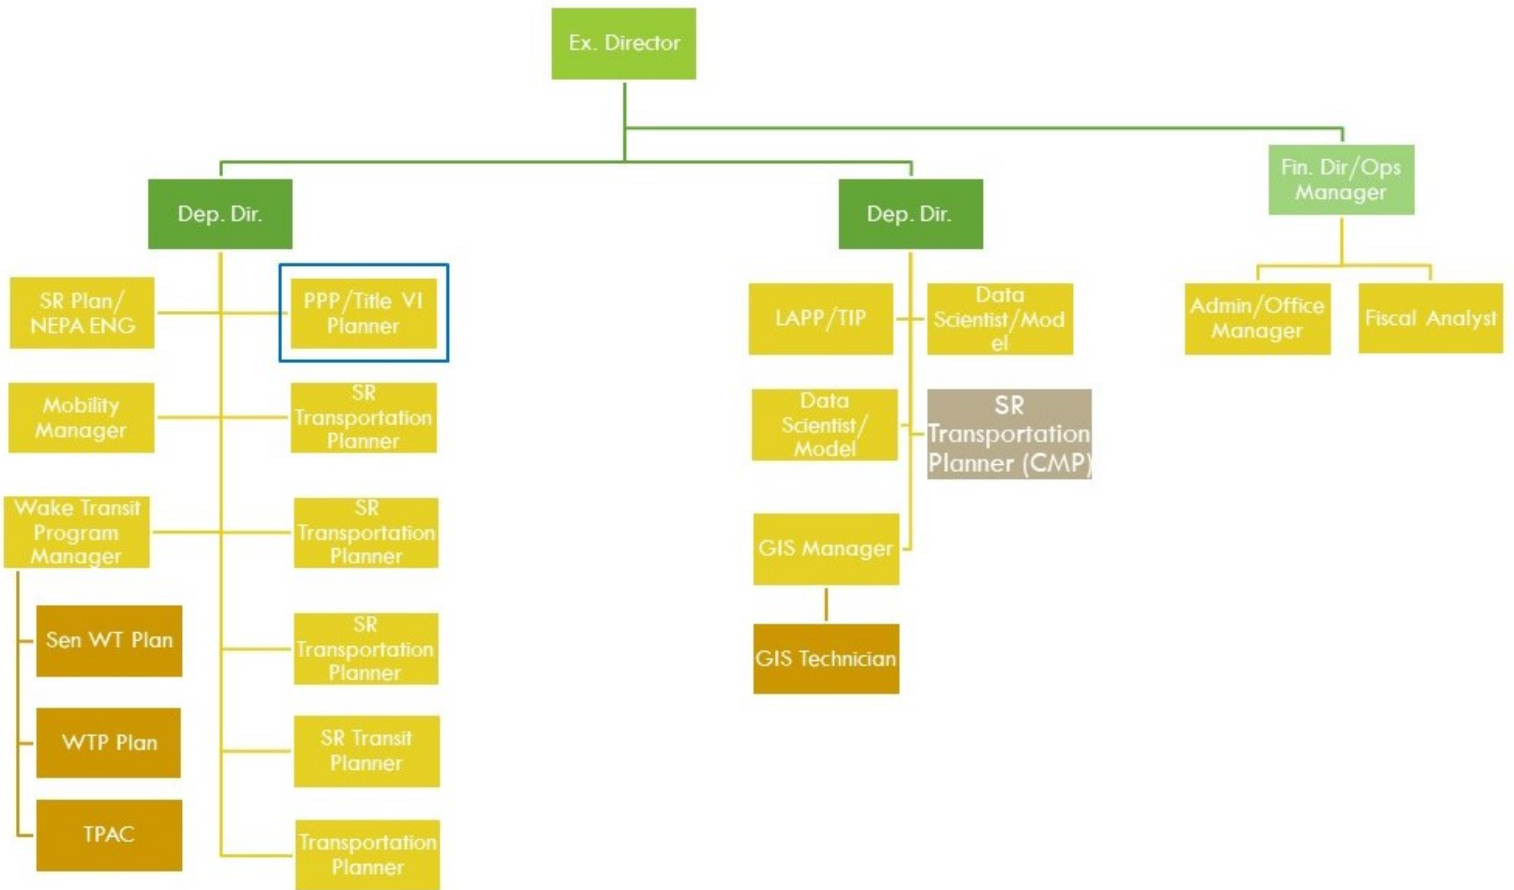 Ex. Director
Fin. Dir/Ops
Manager
Dep. Dir.
Dep. Dir.
SR Plan/
NEPA ENG
PPP/Title VI
Planner
LAPP/TIP
Data
Scientist/Mod
el
Admin/Office
Manager
Fiscal Analyst
Mobility
Manager
SR
Transportation
Planner
Data
Scientist/
Model
SR
Transportation
Planner (CMP)
Wake Transit
Program
Manager
SR
Transportation
Planner
GIS Manager
Sen WT Plan
SR
Transportation
Planner
GIS Technician
WTP Plan
SR Transit
Planner
TPAC
Transportation
Planner